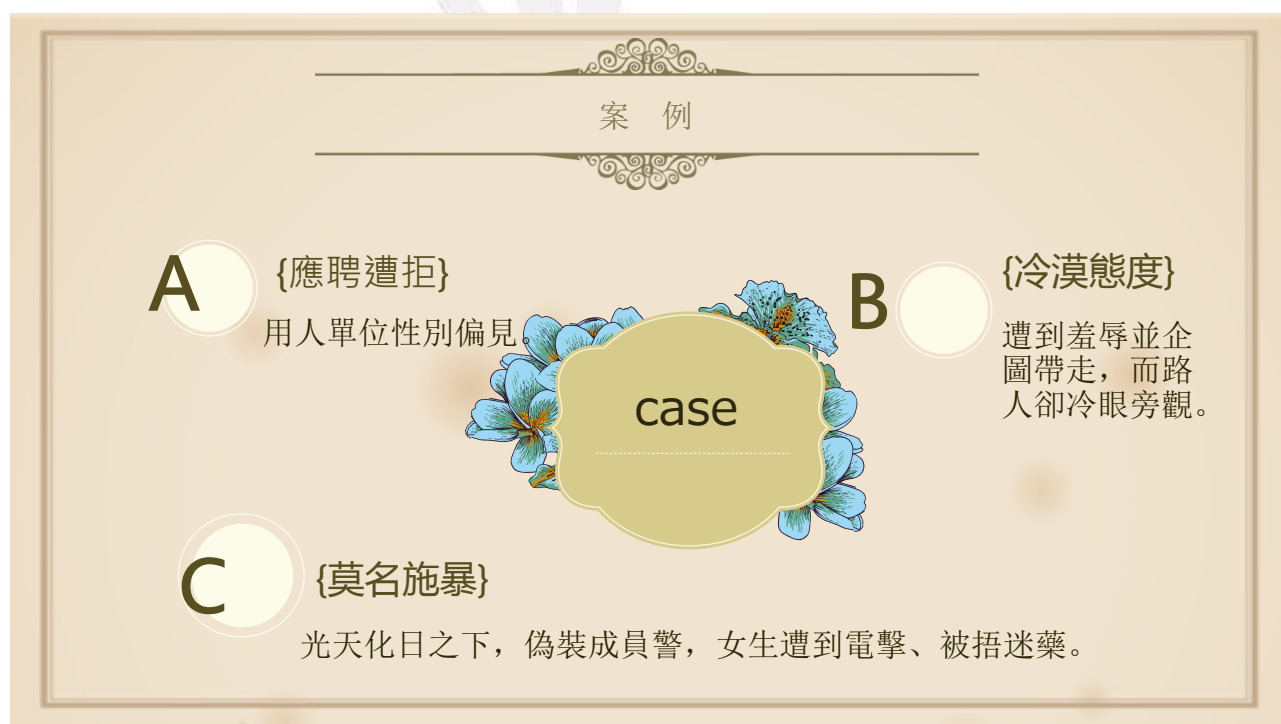 案 例
A
{應聘遭拒}
用人單位性別偏見。
B
{冷漠態度}
遭到羞辱並企
圖帶走，而路
人卻冷眼旁觀。
case
C
{莫名施暴}
光天化日之下，偽裝成員警，女生遭到電擊、被捂迷藥。